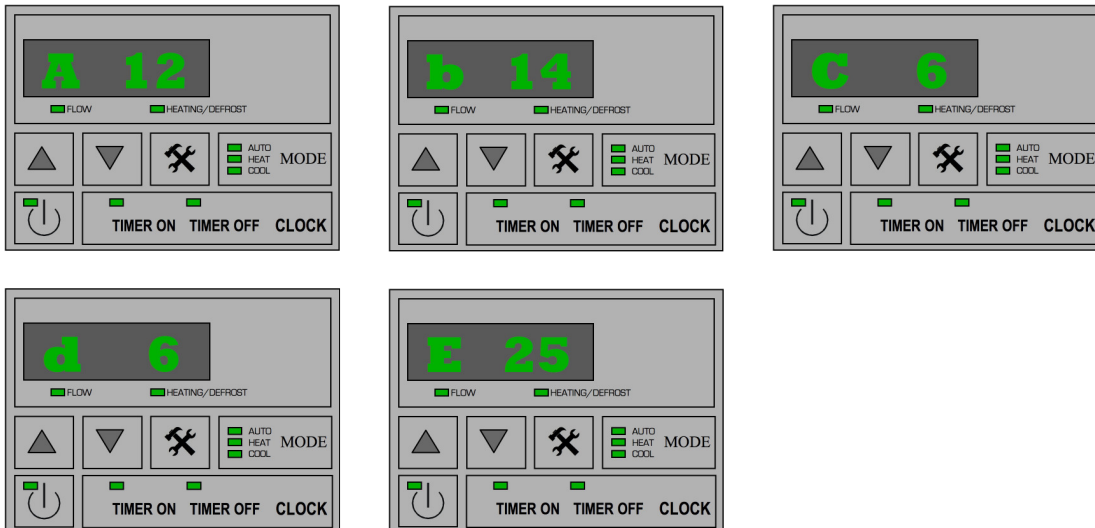 A 12
FLOW HEATING/DEFROST
AUTO
HEAT MODE
COOL
TIMER ON TIMER OFF CLOCK
b 14
FLOW HEATING/DEFROST
AUTO
HEAT MODE
COOL
TIMER ON TIMER OFF CLOCK
C 6
FLOW HEATING/DEFROST
AUTO
HEAT MODE
COOL
TIMER ON TIMER OFF CLOCK
d 6
FLOW HEATING/DEFROST
AUTO
HEAT MODE
COOL
TIMER ON TIMER OFF CLOCK
E 25
FLOW HEATING/DEFROST
AUTO
HEAT MODE
COOL
TIMER ON TIMER OFF CLOCK